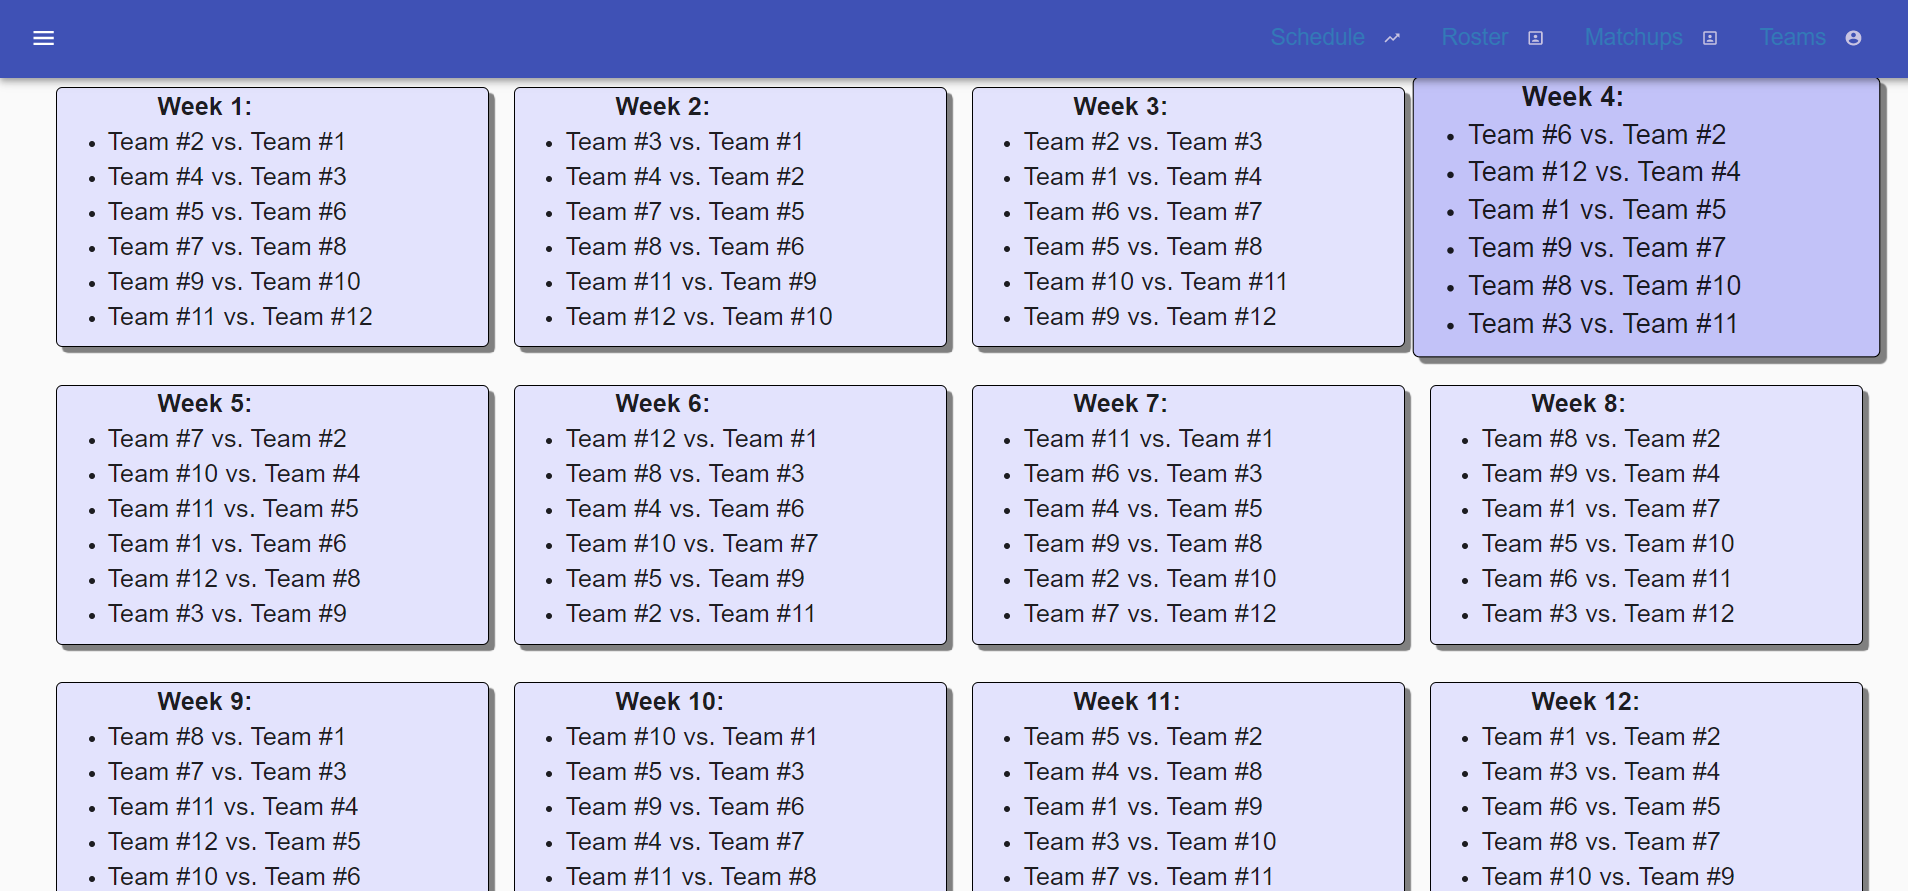 Schedule Roster Matchups Teams
Week 1:
Team #2 vs. Team #1
Team #4 vs. Team #3
Team #5 vs. Team #6
Team #7 vs. Team #8
Team #9 vs. Team #10
Team #11 vs. Team #12
Week 2:
Team #3 vs. Team #1
Team #4 vs. Team #2
Team #7 vs. Team #5
Team #8 vs. Team #6
Team #11 vs. Team #9
Team #12 vs. Team #10
Week 3:
Team #2 vs. Team #3
Team #1 vs. Team #4
Team #6 vs. Team #7
Team #5 vs. Team #8
Team #10 vs. Team #11
Team #9 vs. Team #12
Week 4:
Team #6 vs. Team #2
Team #12 vs. Team #4
Team #1 vs. Team #5
Team #9 vs. Team #7
Team #8 vs. Team #10
Team #3 vs. Team #11
Week 5:
Team #7 vs. Team #2
Team #10 vs. Team #4
Team #11 vs. Team #5
Team #1 vs. Team #6
Team #12 vs. Team #8
Team #3 vs. Team #9
Week 6:
Team #12 vs. Team #1
Team #8 vs. Team #3
Team #4 vs. Team #6
Team #10 vs. Team #7
Team #5 vs. Team #9
Team #2 vs. Team #11
Week 7:
Team #11 vs. Team #1
Team #6 vs. Team #3
Team #4 vs. Team #5
Team #9 vs. Team #8
Team #2 vs. Team #10
Team #7 vs. Team #12
Week 8:
Team #8 vs. Team #2
Team #9 vs. Team #4
Team #1 vs. Team #7
Team #5 vs. Team #10
Team #6 vs. Team #11
Team #3 vs. Team #12
Week 9:
Team #8 vs. Team #1
Team #7 vs. Team #3
Team #11 vs. Team #4
Team #12 vs. Team #5
Team #10 vs. Team #6
Week 10:
Team #10 vs. Team #1
Team #5 vs. Team #3
Team #9 vs. Team #6
Team #4 vs. Team #7
Team #11 vs. Team #8
Week 11:
Team #5 vs. Team #2
Team #4 vs. Team #8
Team #1 vs. Team #9
Team #3 vs. Team #10
Team #7 vs. Team #11
Week 12:
Team #1 vs. Team #2
Team #3 vs. Team #4
Team #6 vs. Team #5
Team #8 vs. Team #7
Team #10 vs. Team #9